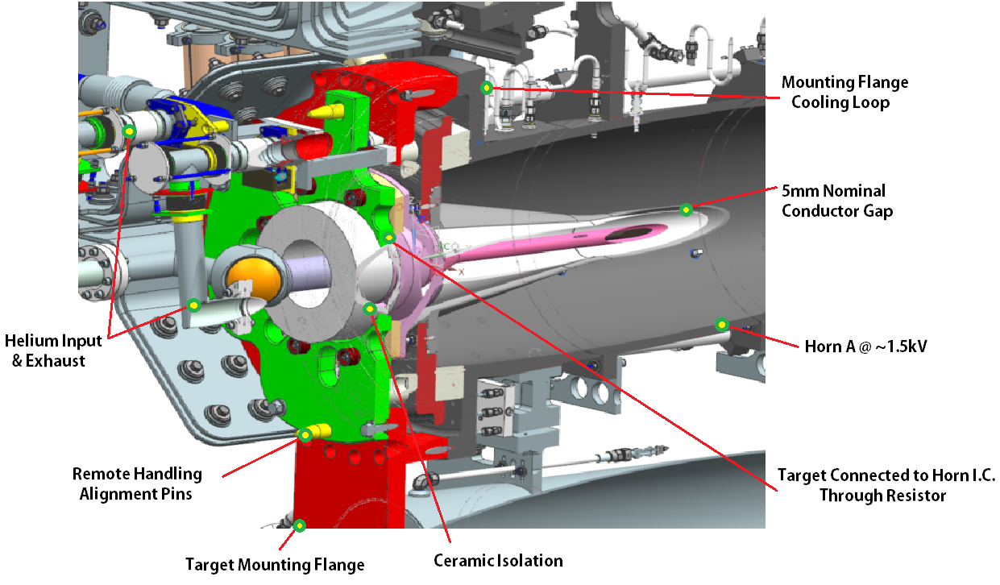 Mounting Flange
Cooling Loop
5mm Nominal
Conductor Gap
Helium Input
& Exhaust
Horn A @ ~1.5kV
Remote Handling
Alignment Pins
Target Connected to Horn I.C.
Through Resistor
Target Mounting Flange
Ceramic Isolation
X